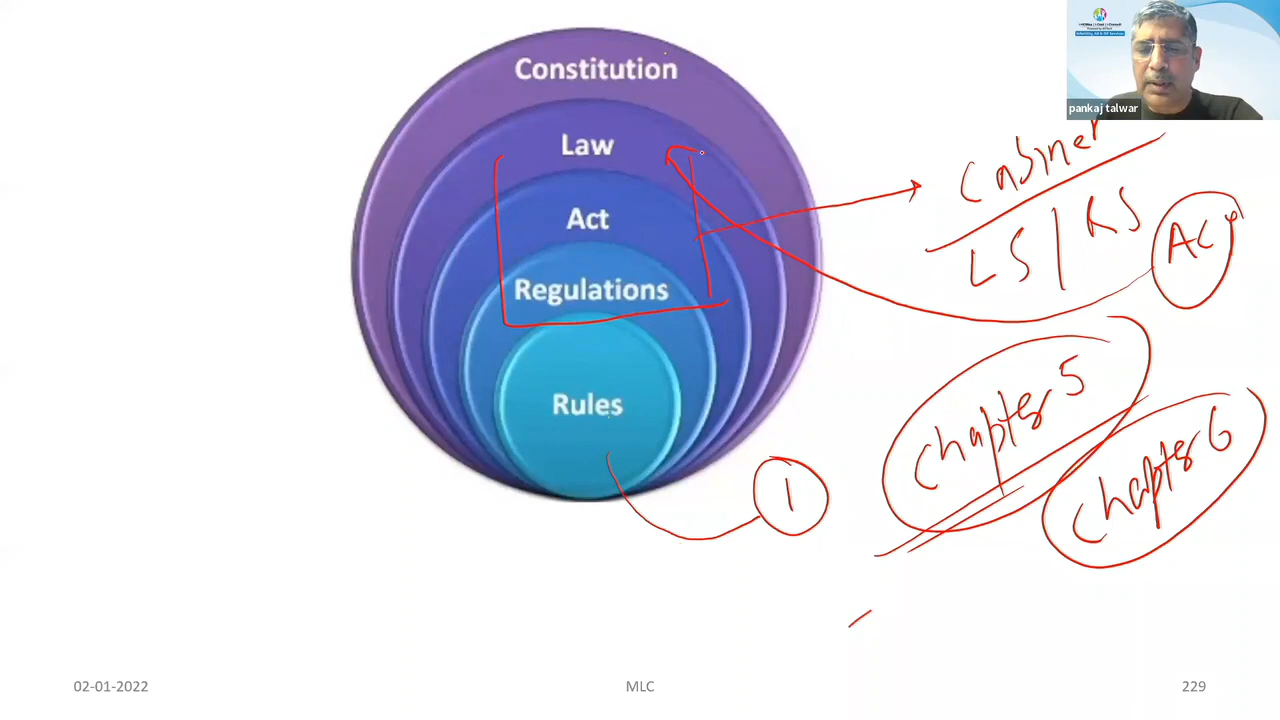 Constitution
Law
Act
Regulations
Rules
Cabinet
LS | RS
Act
Chapter 5
Chapter 6
1
pankaj talwar
02-01-2022
MLC
229